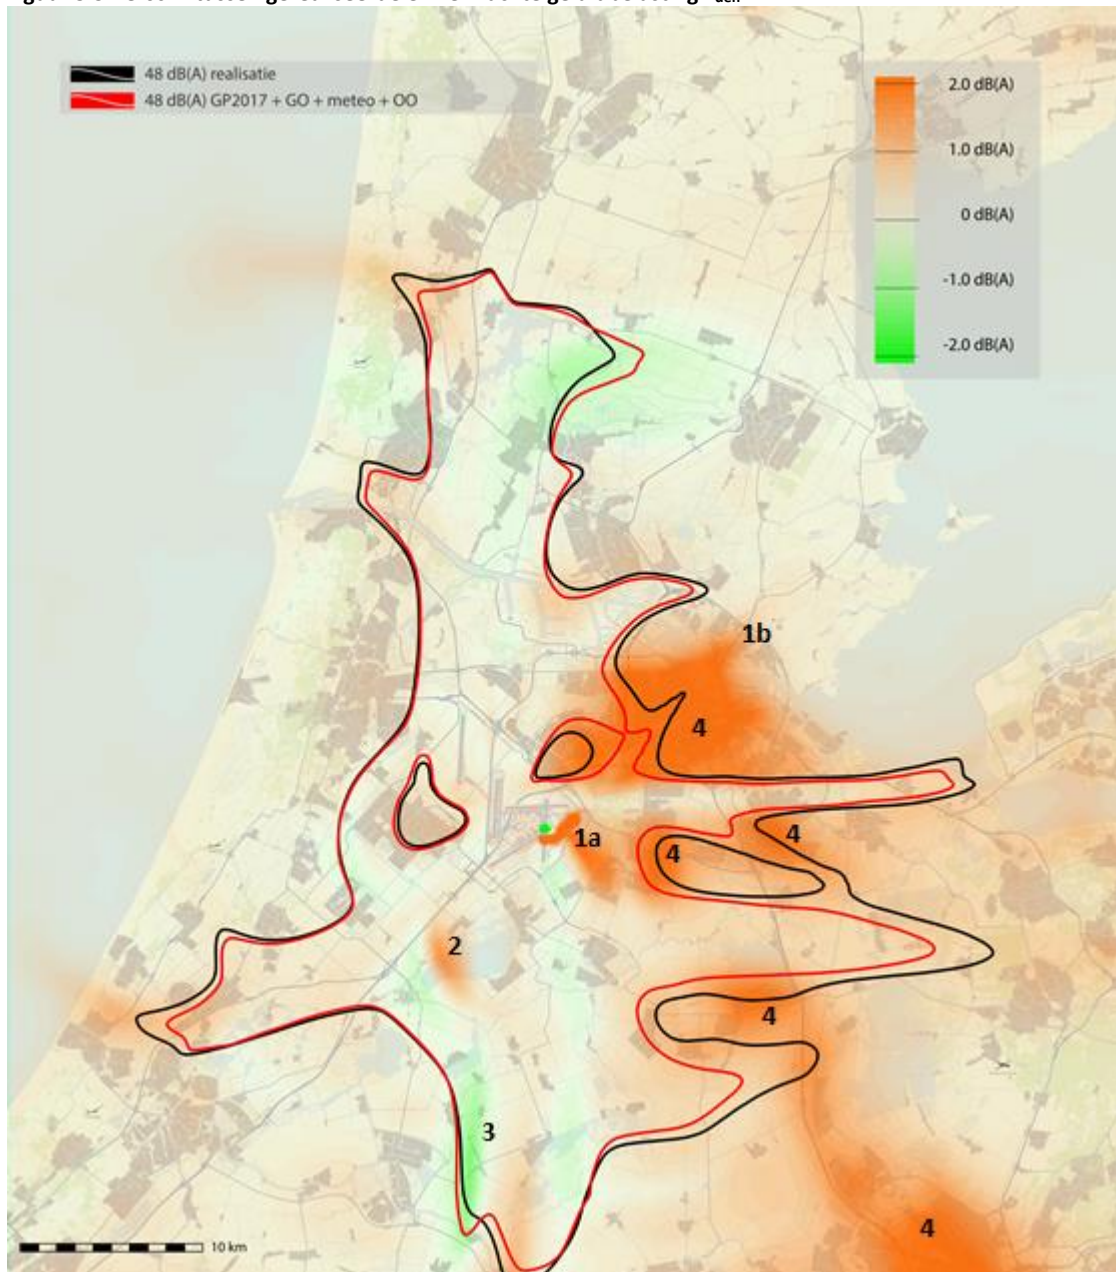 48 dB(A) realisatie
48 dB(A) GP2017 + GO + meteo + OO
2.0 dB(A)
1.0 dB(A)
0 dB(A)
-1.0 dB(A)
-2.0 dB(A)
1b
4
1a
4
4
2
4
3
4
10 km